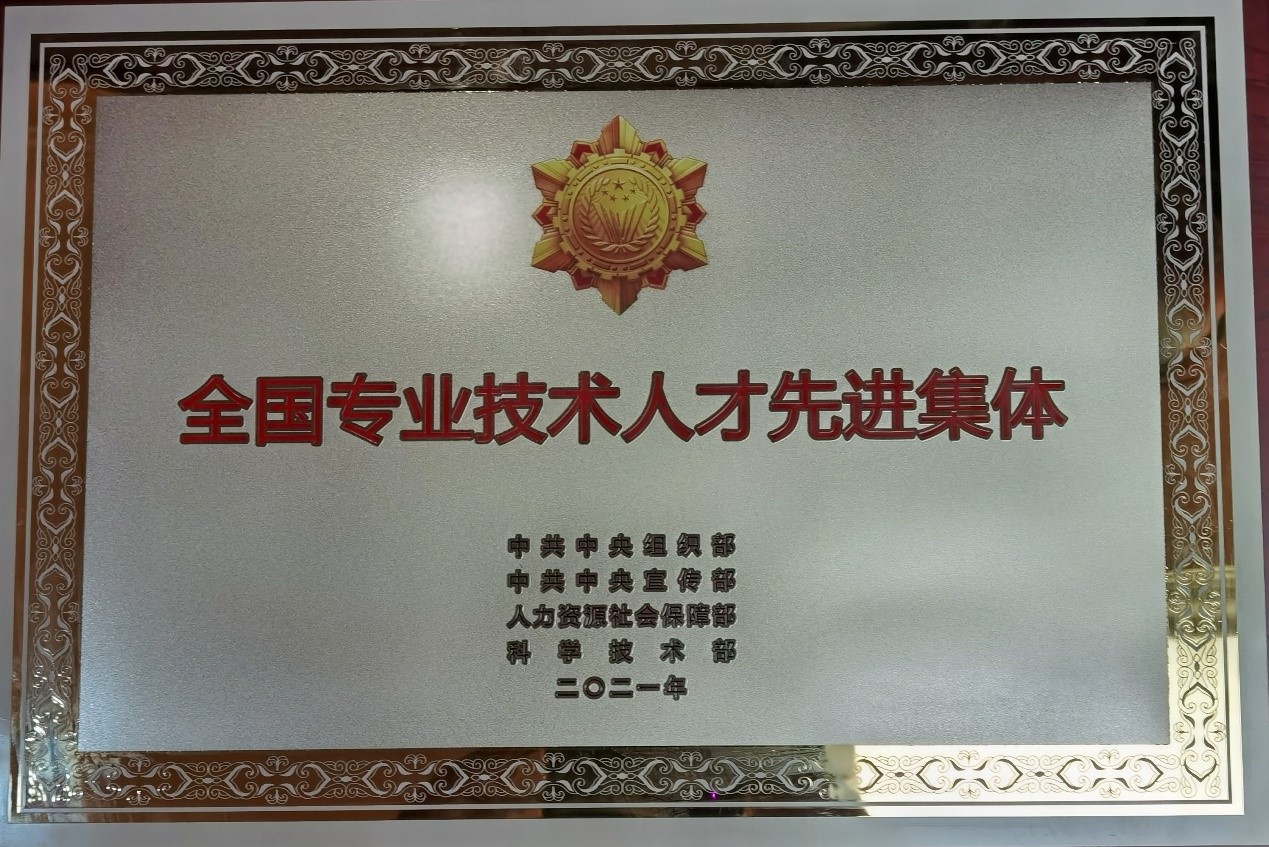 全国专业技术人才先进集体
中共中央组织部
中共中央宣传部
人力资源社会保障部
科学技术部
二〇二一年